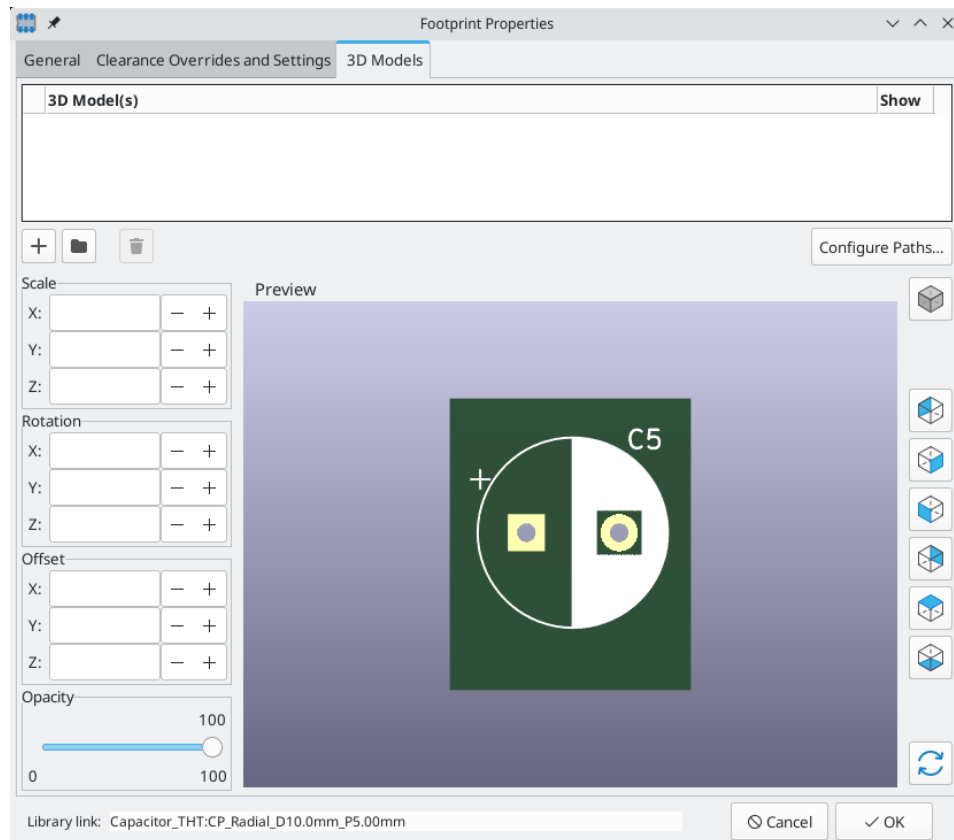 Footprint Properties
General Clearance Overrides and Settings 3D Models
3D Model(s) Show
Configure Paths...
Scale
Preview
X:
Y:
Z:
Rotation
X:
Y:
Z:
Offset
X:
Y:
Z:
Opacity
100
0 100
C5
+
Library link: Capacitor_THT:CP_Radial_D10.0mm_P5.00mm
Cancel OK